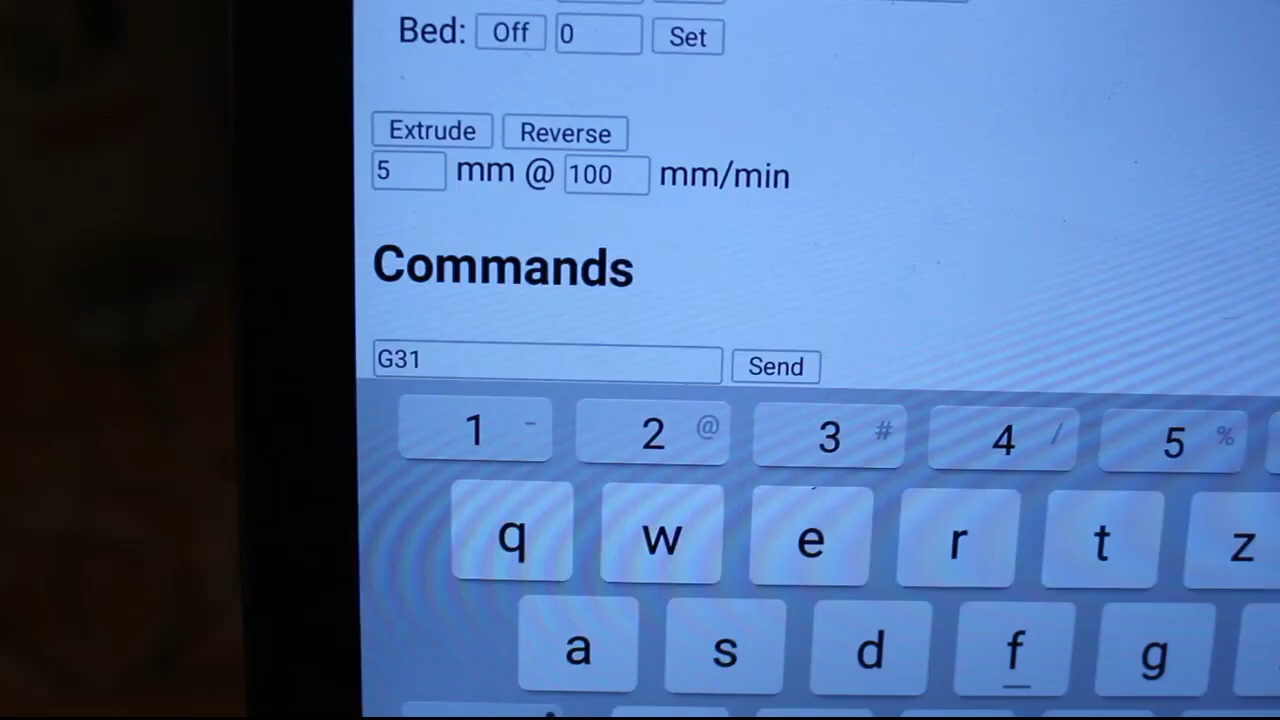 Bed: Off 0 Set
Extrude Reverse
5 mm @ 100 mm/min
Commands
G31 Send
1 - 2 @ 3 # 4 / 5 %
q w e r t z
a s d f g